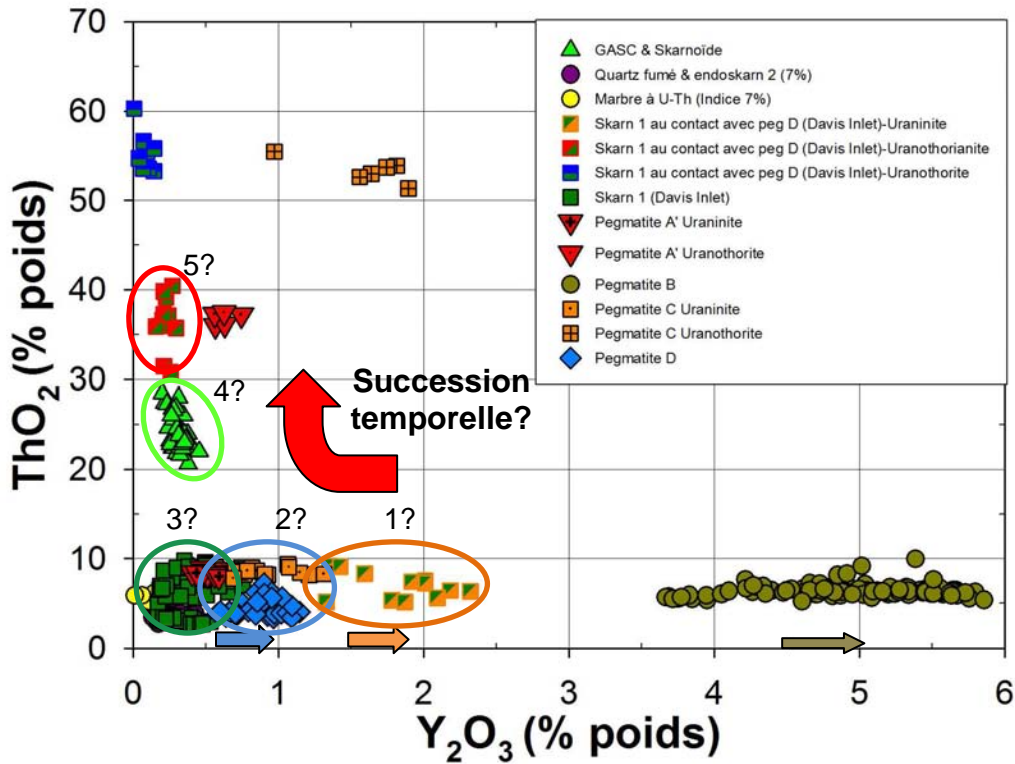 70
60
50
40
30
20
10
0
ThO2 (% poids)
GASC & Skarnoïde
Quartz fumé & endoskarn 2 (7%)
Marbre à U-Th (Indice 7%)
Skarn 1 au contact avec peg D (Davis Inlet)-Uraninite
Skarn 1 au contact avec peg D (Davis Inlet)-Uranothorianite
Skarn 1 au contact avec peg D (Davis Inlet)-Uranothorite
Skarn 1 (Davis Inlet)
Pegmatite A' Uraninite
Pegmatite A' Uranothorite
Pegmatite B
Pegmatite C Uraninite
Pegmatite C Uranothorite
Pegmatite D
5?
4?
Succession
temporelle?
3?
2?
1?
0
1
2
3
4
5
6
Y2O3 (% poids)